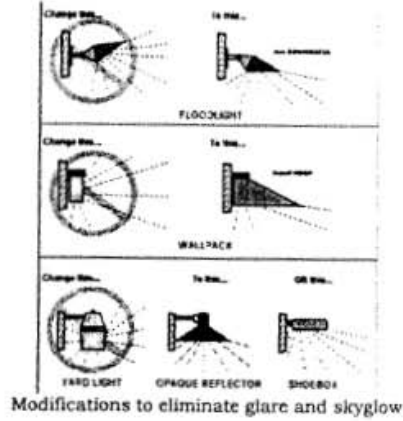 Change this... To this...
FLOODLIGHT
Change this... To this...
WALLPACK
Change this... To this... OR this...
YARD LIGHT OPAQUE REFLECTOR SHOEBOX
Modifications to eliminate glare and skyglow